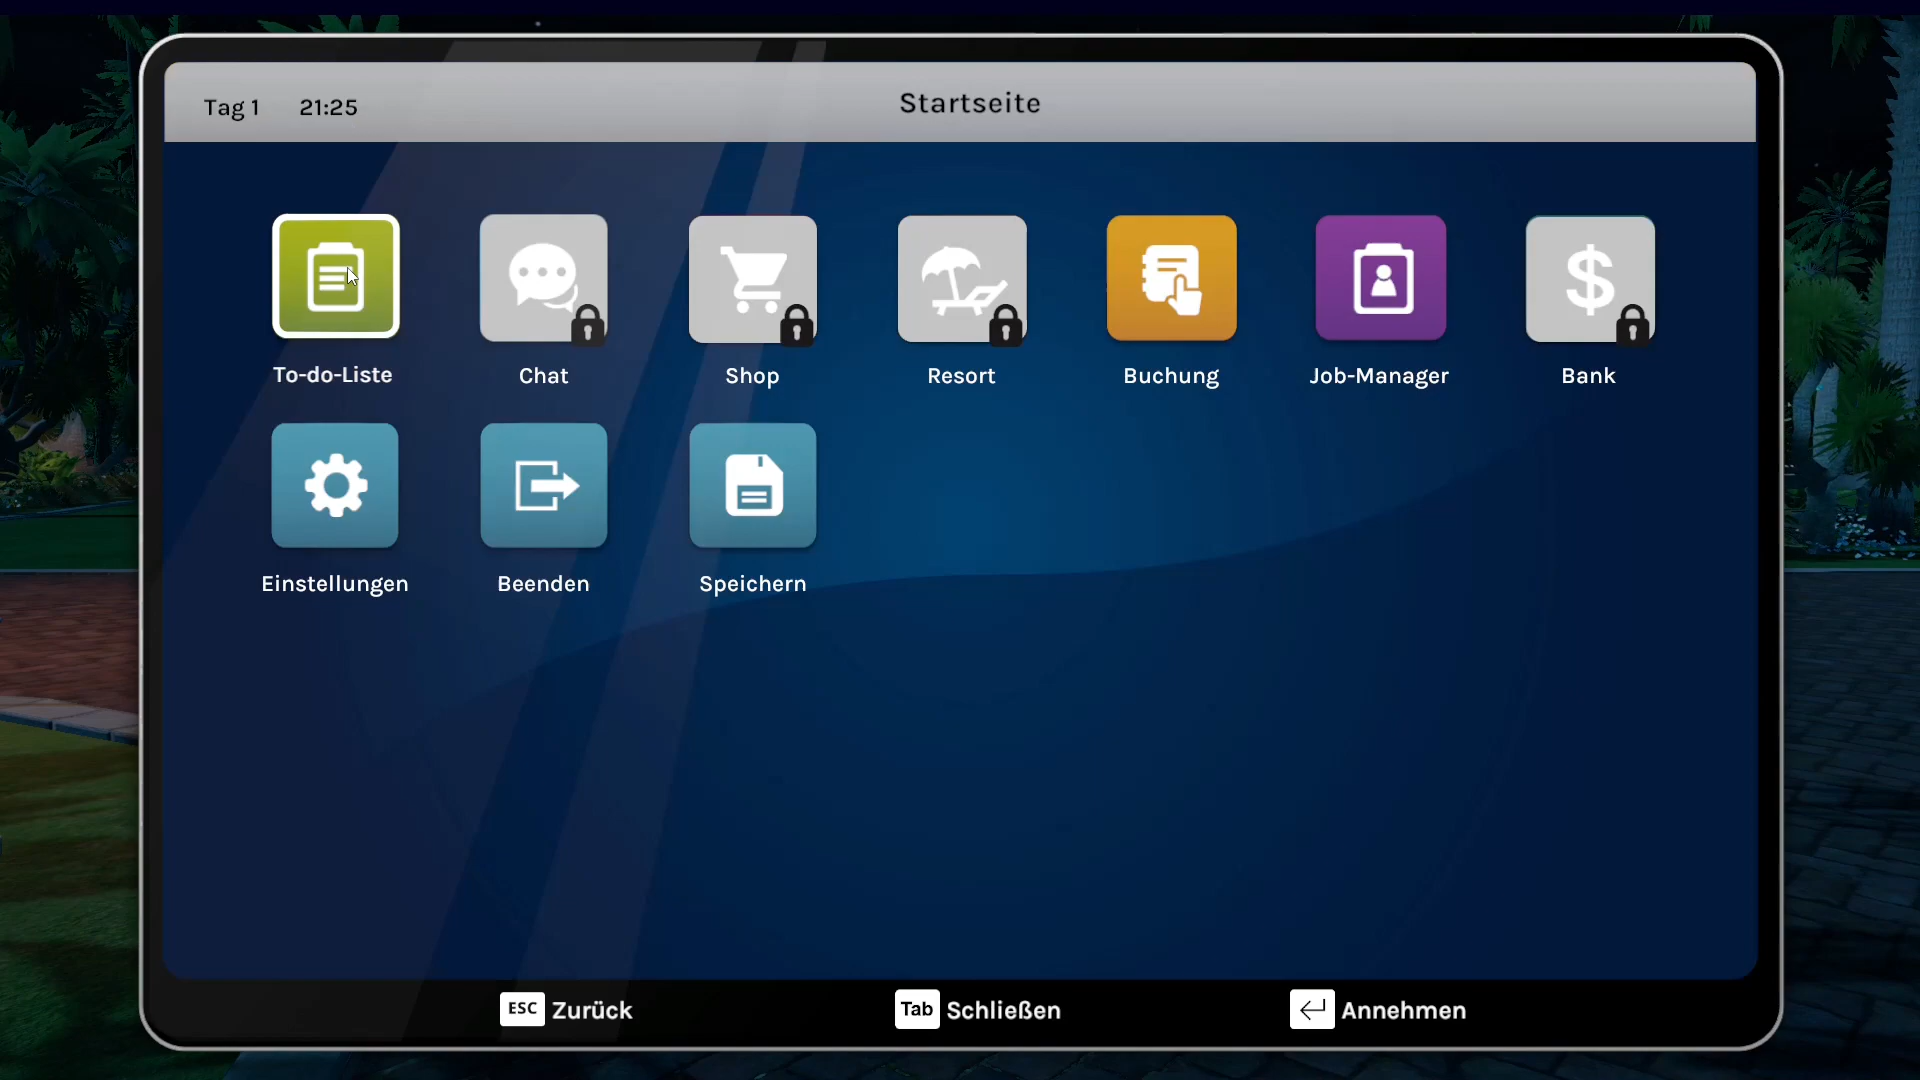 Tag 1 21:25
Startseite
To-do-Liste
Chat
Shop
Resort
Buchung
Job-Manager
Bank
Einstellungen
Beenden
Speichern
ESC Zurück
Tab Schließen
Annehmen